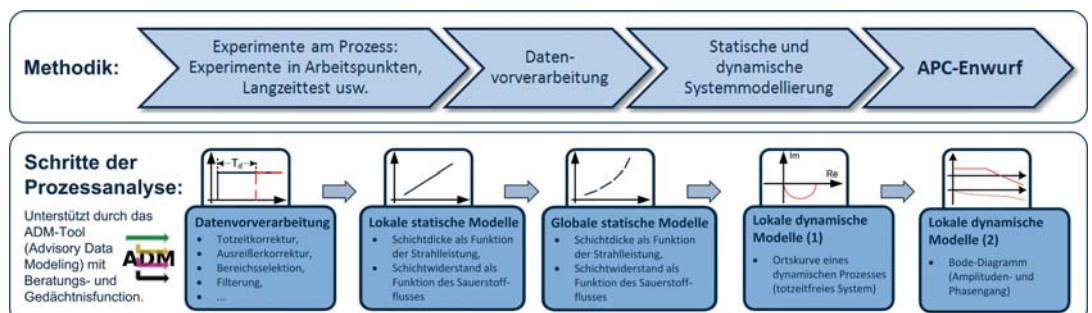 Methodik:
Experimente am Prozess:
Experimente in Arbeitspunkten,
Langzeittest usw.
Daten-
vorverarbeitung
Statische und
dynamische
Systemmodellierung
APC-Enwurf
Schritte der
Prozessanalyse:
Unterstützt durch das
ADM-Tool
(Advisory Data
Modeling) mit
Beratungs- und
Gedächtnisfunction.
ADM
Td
Datenvorverarbeitung
• Totzeitkorrektur,
• Ausreißerkorrektur,
• Bereichsselektion,
• Filterung,
• ...
Lokale statische Modelle
• Schichtdicke als Funktion
der Strahlleistung,
• Schichtwiderstand als
Funktion des Sauerstoff-
flusses
Globale statische Modelle
• Schichtdicke als Funktion
der Strahlleistung,
• Schichtwiderstand als
Funktion des Sauerstoff-
flusses
Im
Re
Lokale dynamische
Modelle (1)
• Ortskurve eines
dynamischen Prozesses
(totzeitfreies System)
Lokale dynamische
Modelle (2)
• Bode-Diagramm
(Amplituden- und
Phasengang)